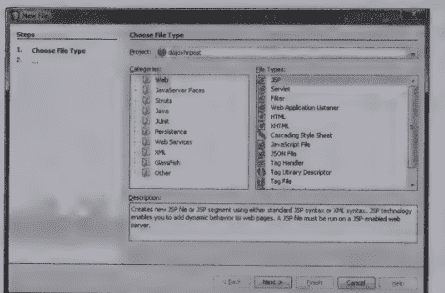 New File
Steps
1. Choose File Type
2. ...
Choose File Type
Project:
Categories:
Web
JavaServer Faces
Struts
Java
JUnit
Persistence
Web Services
XML
GlassFish
Other
File Types:
JSP
Servlet
Filter
Web Application Listener
HTML
XHTML
Cascading Style Sheet
JavaScript File
JSON File
Tag Handler
Tag Library Descriptor
Tag File
Description:
Creates new JSP file or JSP segment using either standard JSP syntax or XML syntax. JSP technology
enables you to add dynamic behavior to web pages. A JSP file must be run on a JSP-enabled web
server.
< Back Next > Finish Cancel Help